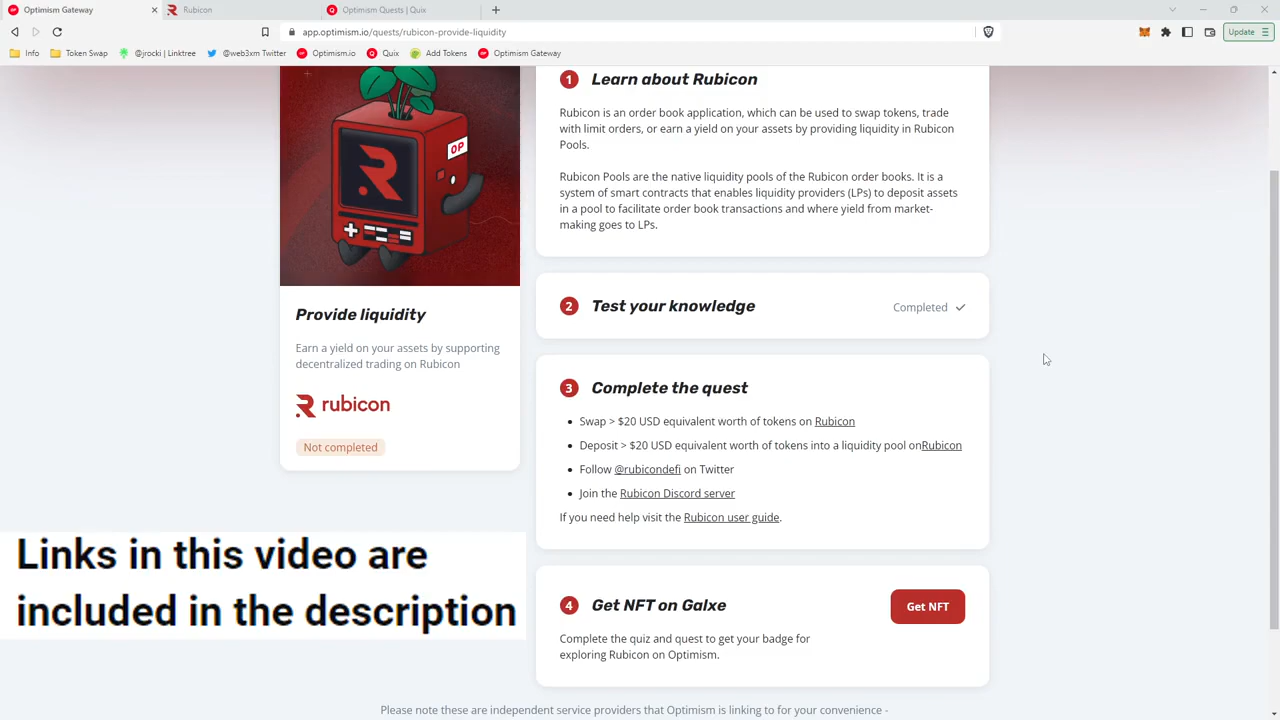 Optimism Gateway
Rubicon
Optimism Quests | Quix
app.optimism.io/quests/rubicon-provide-liquidity
Update
Info
Token Swap
@jrocki | Linktree
@web3xm Twitter
Optimism.io
Quix
Add Tokens
Optimism Gateway
OP
Provide liquidity
Earn a yield on your assets by supporting
decentralized trading on Rubicon
rubicon
Not completed
1 Learn about Rubicon
Rubicon is an order book application, which can be used to swap tokens, trade
with limit orders, or earn a yield on your assets by providing liquidity in Rubicon
Pools.
Rubicon Pools are the native liquidity pools of the Rubicon order books. It is a
system of smart contracts that enables liquidity providers (LPs) to deposit assets
in a pool to facilitate order book transactions and where yield from market-
making goes to LPs.
2 Test your knowledge
Completed
3 Complete the quest
Swap > $20 USD equivalent worth of tokens on Rubicon
Deposit > $20 USD equivalent worth of tokens into a liquidity pool onRubicon
Follow @rubicondefi on Twitter
Join the Rubicon Discord server
If you need help visit the Rubicon user guide.
4 Get NFT on Galxe
Get NFT
Complete the quiz and quest to get your badge for
exploring Rubicon on Optimism.
Links in this video are
included in the description
Please note these are independent service providers that Optimism is linking to for your convenience -